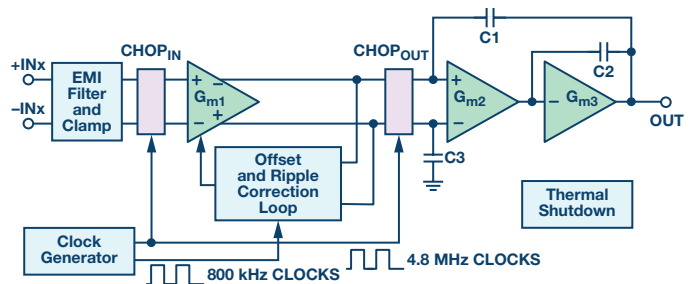 C1
CHOPIN
CHOPOUT
+INx
−INx
EMI
Filter
and
Clamp
+
−
Gm1
−
+
+
Gm2
−
C2
−
Gm3
OUT
C3
Offset
and Ripple
Correction
Loop
Thermal
Shutdown
Clock
Generator
800 kHz CLOCKS
4.8 MHz CLOCKS